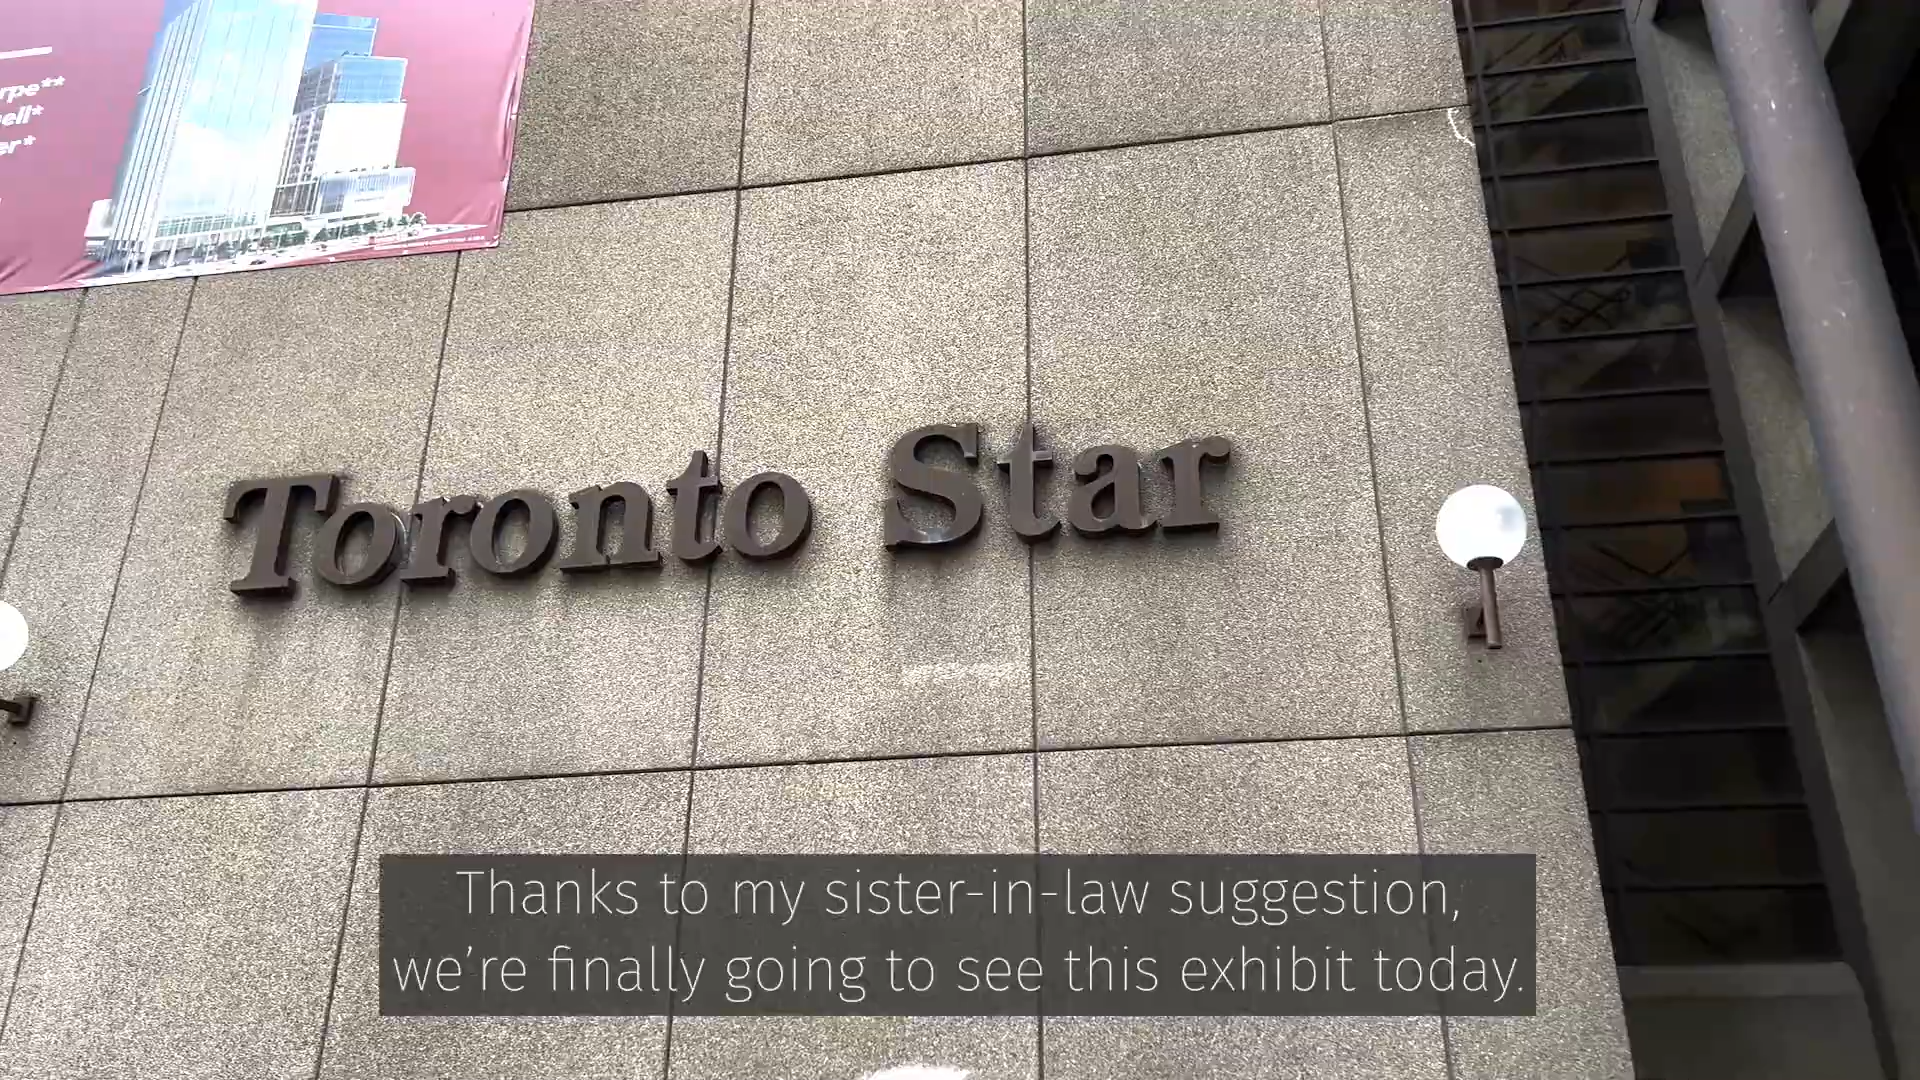 Toronto Star
Thanks to my sister-in-law suggestion,
we're finally going to see this exhibit today.